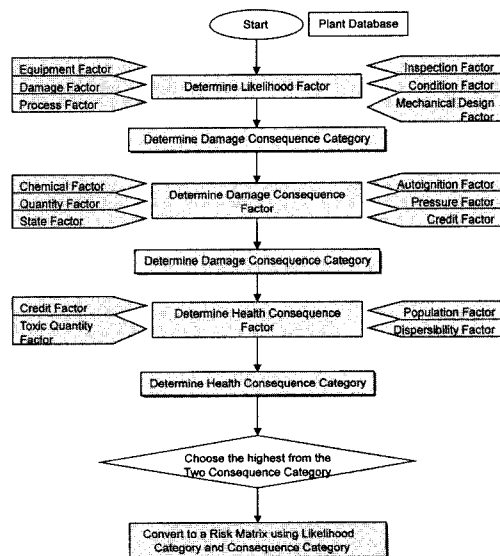 Start
Plant Database
Equipment Factor
Damage Factor
Process Factor
Determine Likelihood Factor
Inspection Factor
Condition Factor
Mechanical Design
Factor
Determine Damage Consequence Category
Chemical Factor
Quantity Factor
State Factor
Determine Damage Consequence
Factor
Autoignition Factor
Pressure Factor
Credit Factor
Determine Damage Consequence Category
Credit Factor
Toxic Quantity
Factor
Determine Health Consequence
Factor
Population Factor
Dispersibility Factor
Determine Health Consequence Category
Choose the highest from the
Two Consequence Category
Convert to a Risk Matrix using Likelihood
Category and Consequence Category